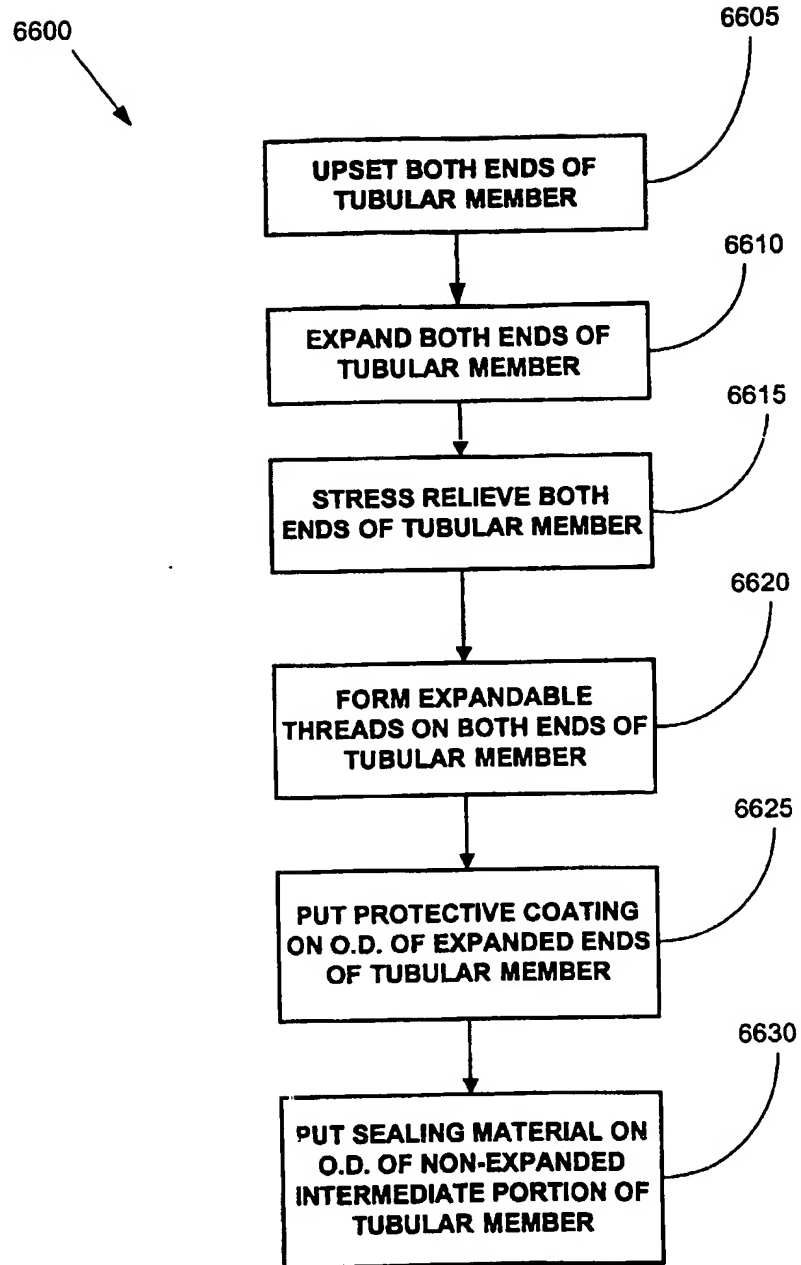 6600
6605
UPSET BOTH ENDS OF
TUBULAR MEMBER
6610
EXPAND BOTH ENDS OF
TUBULAR MEMBER
6615
STRESS RELIEVE BOTH
ENDS OF TUBULAR MEMBER
6620
FORM EXPANDABLE
THREADS ON BOTH ENDS OF
TUBULAR MEMBER
6625
PUT PROTECTIVE COATING
ON O.D. OF EXPANDED ENDS
OF TUBULAR MEMBER
6630
PUT SEALING MATERIAL ON
O.D. OF NON-EXPANDED
INTERMEDIATE PORTION OF
TUBULAR MEMBER